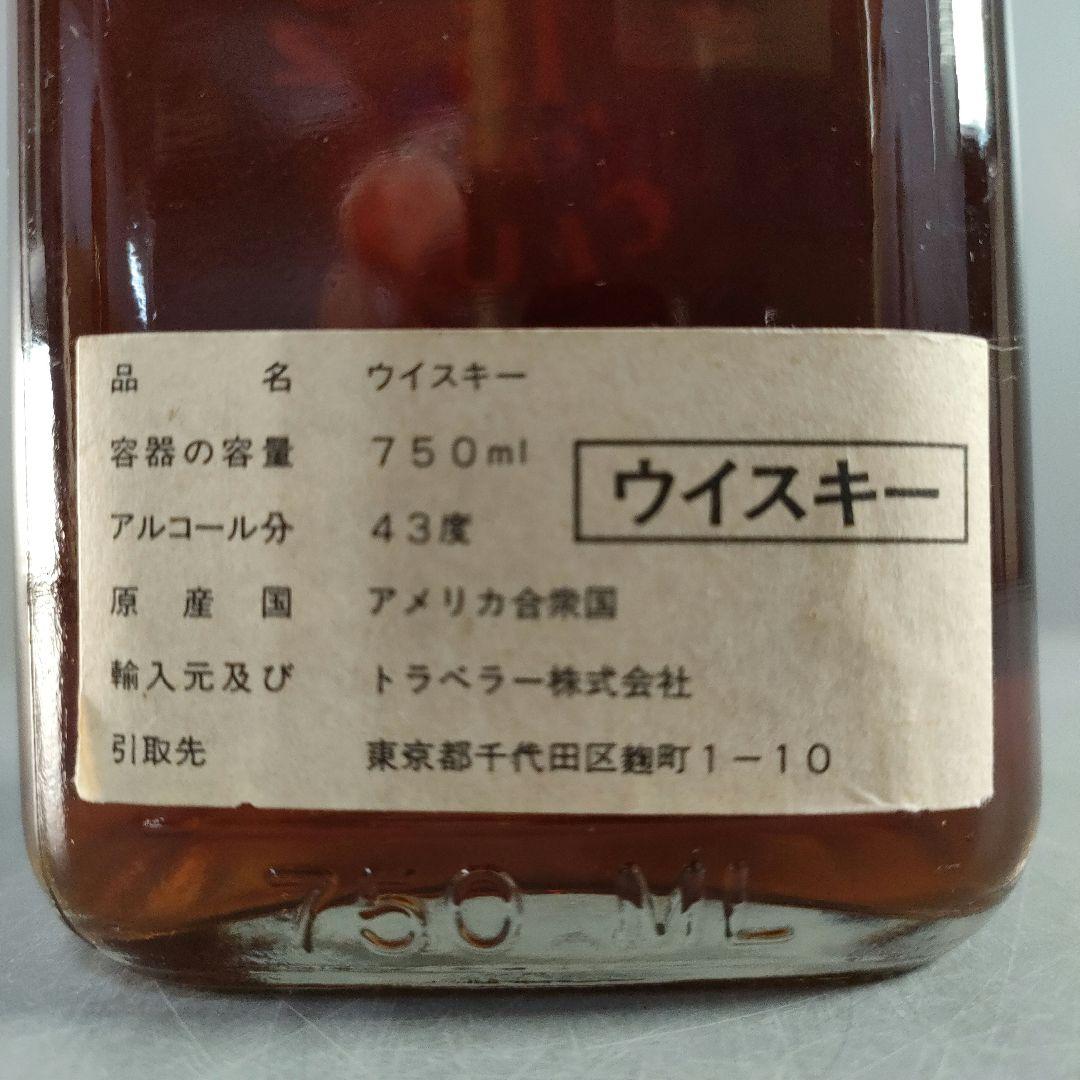 品名 ウイスキー
容器の容量 750ml
ウイスキー
アルコール分 43度
原産国 アメリカ合衆国
輸入元及び トラベラー株式会社
引取先 東京都千代田区麹町1-10
750 ML